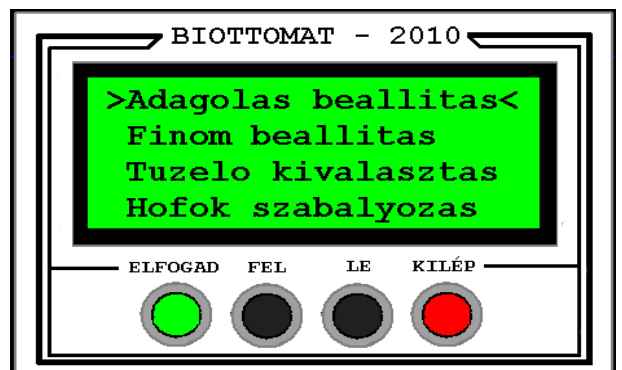 BIOTTOMAT - 2010
>Adagolas beallitas<
Finom beallitas
Tuzelo kivalasztas
Hofok szabalyozas
ELFOGAD FEL LE KILÉP